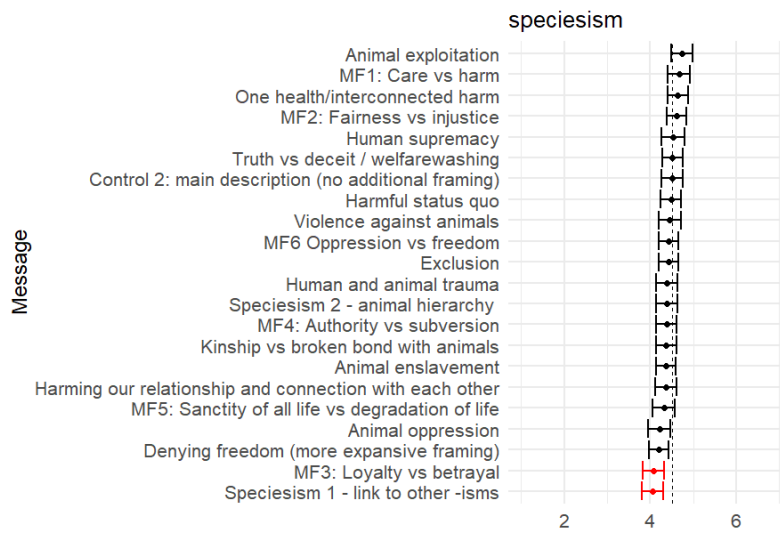 speciesism
Message
Animal exploitation
MF1: Care vs harm
One health/interconnected harm
MF2: Fairness vs injustice
Human supremacy
Truth vs deceit / welfarewashing
Control 2: main description (no additional framing)
Harmful status quo
Violence against animals
MF6 Oppression vs freedom
Exclusion
Human and animal trauma
Speciesism 2 - animal hierarchy
MF4: Authority vs subversion
Kinship vs broken bond with animals
Animal enslavement
Harming our relationship and connection with each other
MF5: Sanctity of all life vs degradation of life
Animal oppression
Denying freedom (more expansive framing)
MF3: Loyalty vs betrayal
Speciesism 1 - link to other -isms
2 4 6